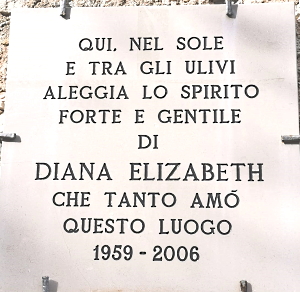 QUI, NEL SOLE
E TRA GLI ULIVI
ALEGGIA LO SPIRITO
FORTE E GENTILE
DI
DIANA ELIZABETH
CHE TANTO AMÓ
QUESTO LUOGO
1959 - 2006